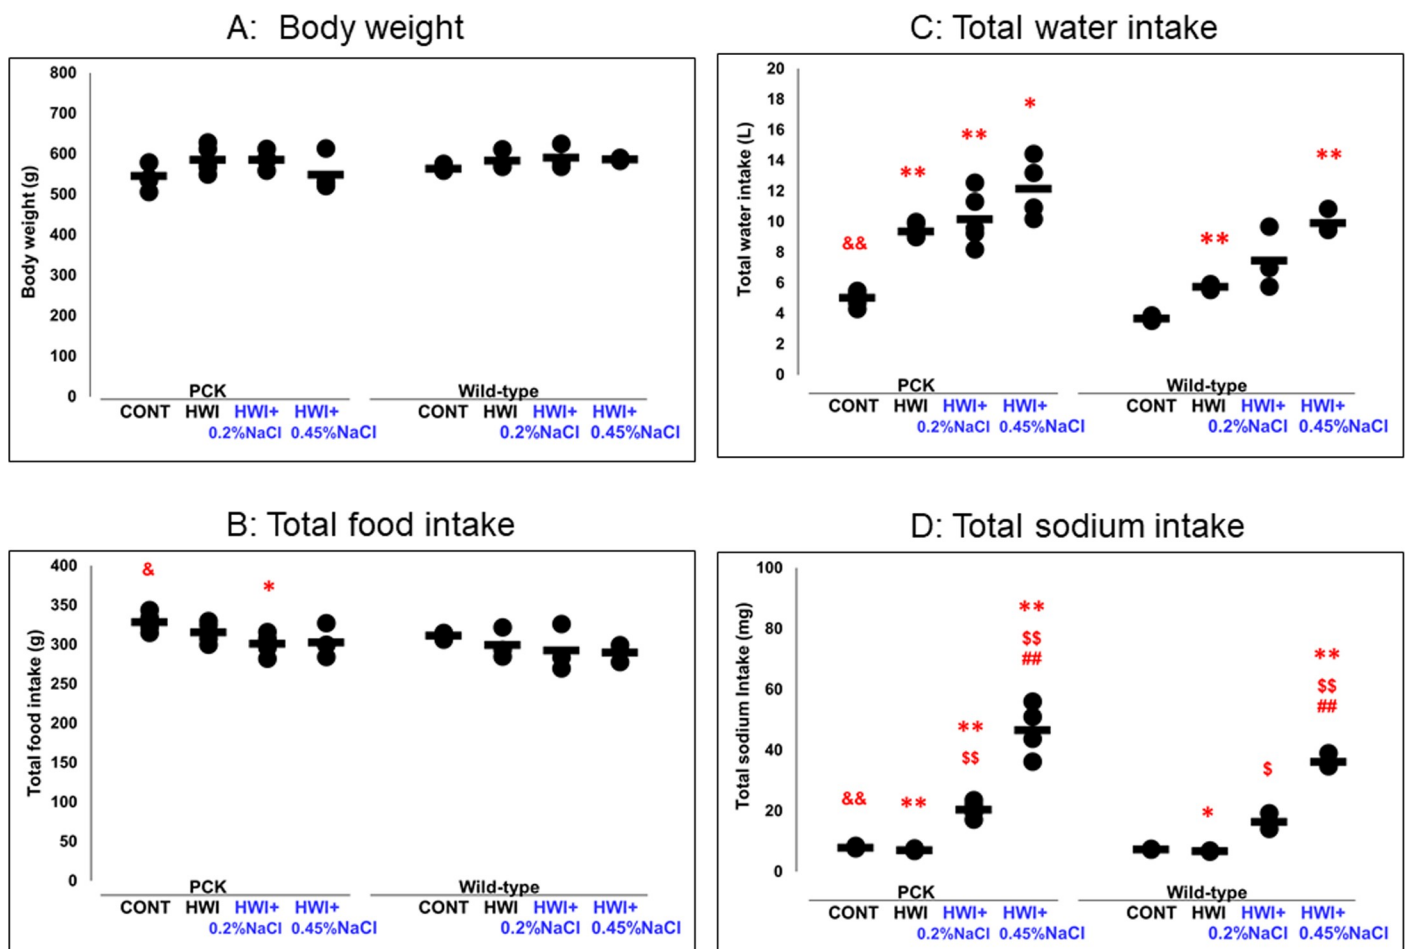 A: Body weight
800
700
600
500
400
300
200
100
0
Body weight (g)
PCK
Wild-type
CONT HWI HWI+ HWI+
0.2%NaCl 0.45%NaCl
CONT HWI HWI+ HWI+
0.2%NaCl 0.45%NaCl
C: Total water intake
20
18
16
14
12
10
8
6
4
2
0
Total water intake (L)
&&
**
**
*
**
**
PCK
Wild-type
CONT HWI HWI+ HWI+
0.2%NaCl 0.45%NaCl
CONT HWI HWI+ HWI+
0.2%NaCl 0.45%NaCl
B: Total food intake
400
350
300
250
200
150
100
50
0
Total food intake (g)
&
*
PCK
Wild-type
CONT HWI HWI+ HWI+
0.2%NaCl 0.45%NaCl
CONT HWI HWI+ HWI+
0.2%NaCl 0.45%NaCl
D: Total sodium intake
100
80
60
40
20
0
Total sodium Intake (mg)
&&
**
**
$$
**
$$
##
*
$
**
$$
##
PCK
Wild-type
CONT HWI HWI+ HWI+
0.2%NaCl 0.45%NaCl
CONT HWI HWI+ HWI+
0.2%NaCl 0.45%NaCl